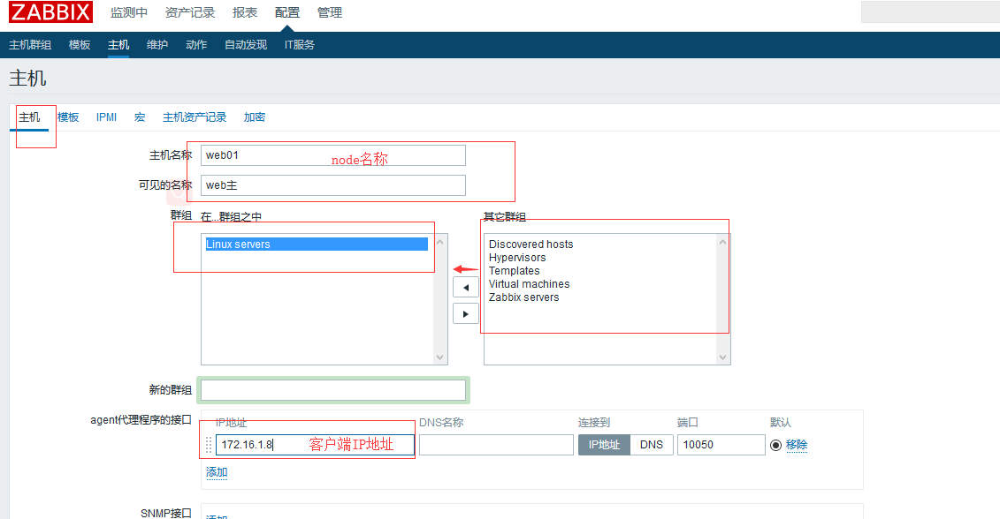 ZABBIX 监测中 资产记录 报表 配置 管理
主机群组 模板 主机 维护 动作 自动发现 IT服务
主机
主机 模板 IPMI 宏 主机资产记录 加密
主机名称 web01 node名称
可见的名称 web主
群组 在...群组之中 其它群组
Linux servers
Discovered hosts
Hypervisors
Templates
Virtual machines
Zabbix servers
新的群组
agent代理程序的接口 IP地址 DNS名称 连接到 端口 默认
172.16.1.8 客户端IP地址 IP地址 DNS 10050 移除
添加
SNMP接口 添加